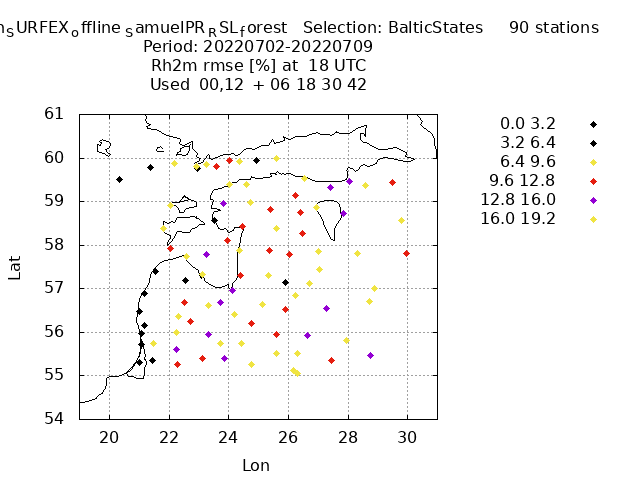 SURFEXoffline SamuelPRRSLforest Selection: BalticStates 90 stations
Period: 20220702-20220709
Rh2m rmse [%] at 18 UTC
Used 00,12 + 06 18 30 42
0.0 3.2
3.2 6.4
6.4 9.6
9.6 12.8
12.8 16.0
16.0 19.2
61
60
59
58
57
56
55
54
Lat
20 22 24 26 28 30
Lon